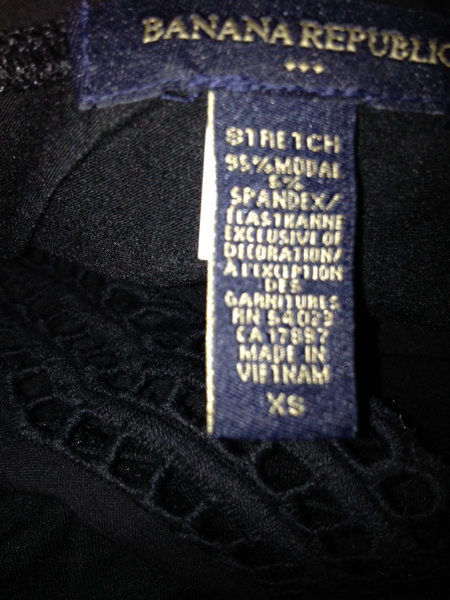 BANANA REPUBLIC
STRETCH
95% MODAL
5%
SPANDEX/
ÉLASTHANNE
EXCLUSIVE OF
DECORATION/
À L'EXCEPTION
DES
GARNITURES
RN 54023
CA 17897
MADE IN
VIETNAM
XS